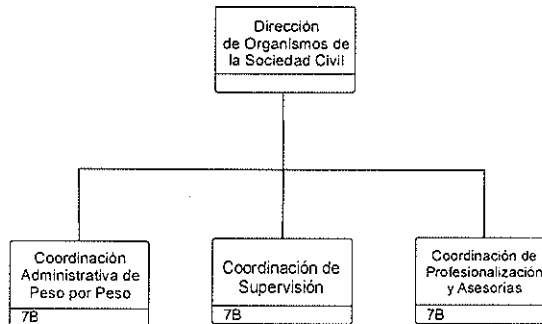 Dirección
de Organismos de
la Sociedad Civil
Coordinación
Administrativa de
Peso por Peso
7B
Coordinación de
Supervisión
7B
Coordinación de
Profesionalización
y Asesorías
7B